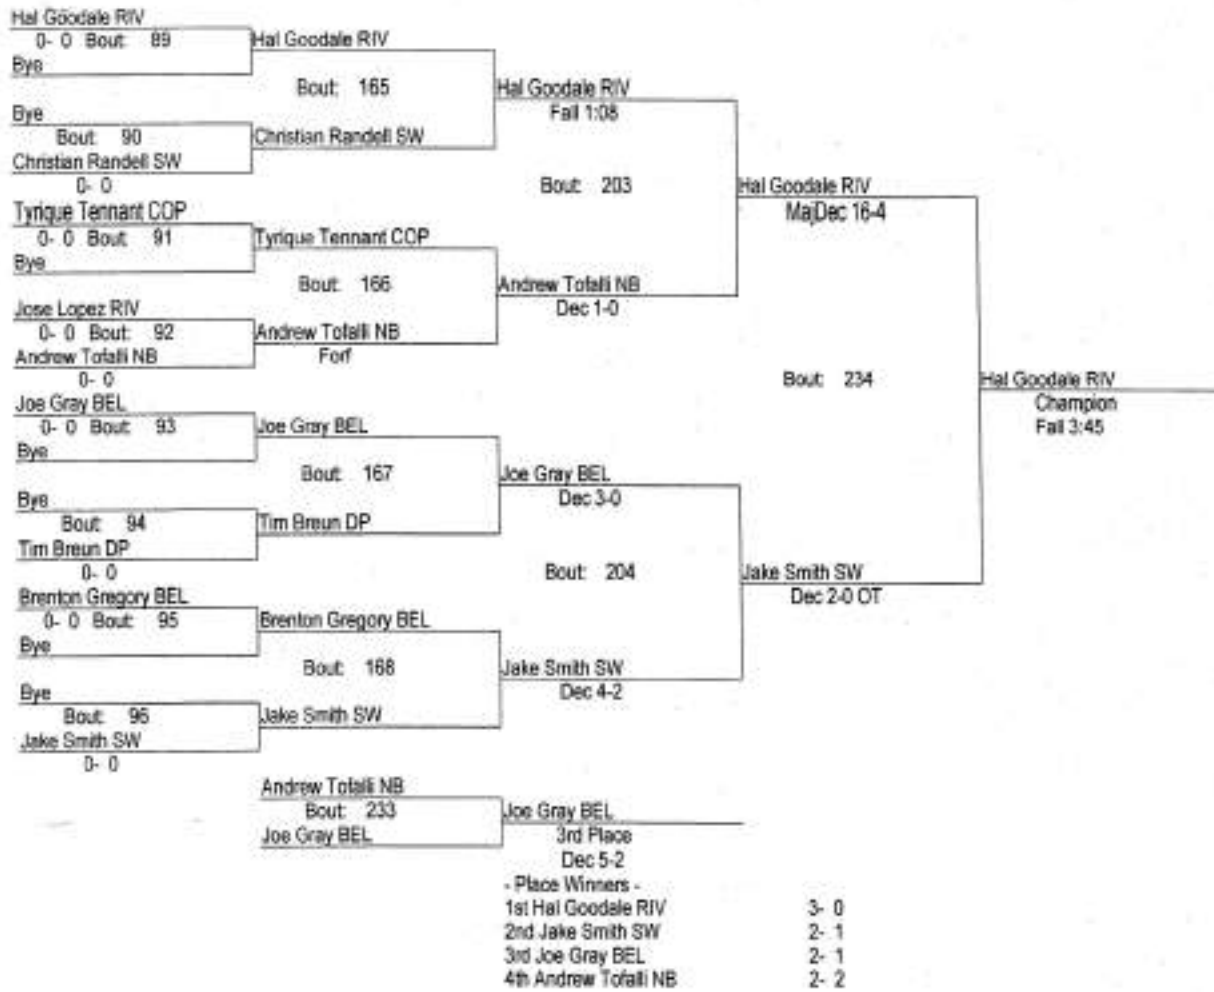 Hal Goodale RIV
0- 0 Bout: 89
Bye
Hal Goodale RIV
Bout: 165
Bye
Bout: 90
Christian Randell SW
0- 0
Christian Randell SW
Hal Goodale RIV
Fall 1:08
Bout: 203
Tyrique Tennant COP
0- 0 Bout: 91
Bye
Tyrique Tennant COP
Bout: 166
Jose Lopez RIV
0- 0 Bout: 92
Andrew Tofalli NB
0- 0
Andrew Tofalli NB
Forf
Andrew Tofalli NB
Dec 1-0
Hal Goodale RIV
MajDec 16-4
Bout: 234
Joe Gray BEL
0- 0 Bout: 93
Bye
Joe Gray BEL
Bout: 167
Bye
Bout: 94
Tim Breun DP
0- 0
Tim Breun DP
Joe Gray BEL
Dec 3-0
Bout: 204
Brenton Gregory BEL
0- 0 Bout: 95
Bye
Brenton Gregory BEL
Bout: 168
Bye
Bout: 96
Jake Smith SW
0- 0
Jake Smith SW
Jake Smith SW
Dec 4-2
Jake Smith SW
Dec 2-0 OT
Hal Goodale RIV
Champion
Fall 3:45
Andrew Tofalli NB
Bout: 233
Joe Gray BEL
Joe Gray BEL
3rd Place
Dec 5-2
- Place Winners -
1st Hal Goodale RIV 3- 0
2nd Jake Smith SW 2- 1
3rd Joe Gray BEL 2- 1
4th Andrew Tofalli NB 2- 2